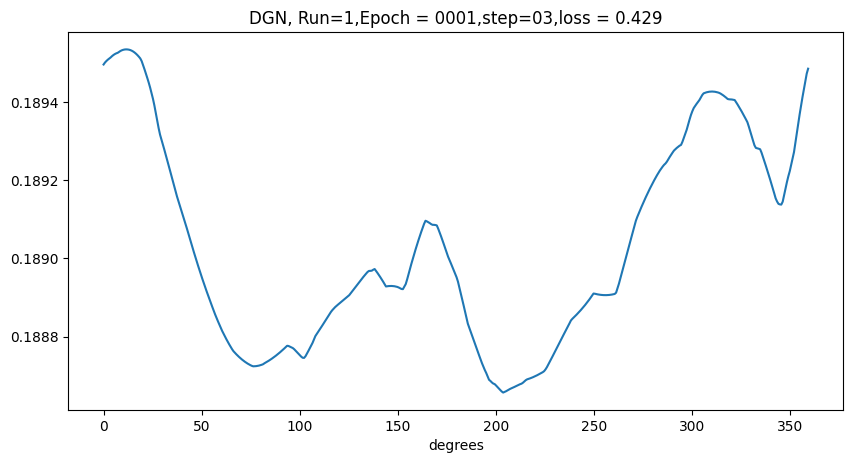 DGN, Run=1,Epoch = 0001,step=03,loss = 0.429
0.1894
0.1892
0.1890
0.1888
0 50 100 150 200 250 300 350
degrees